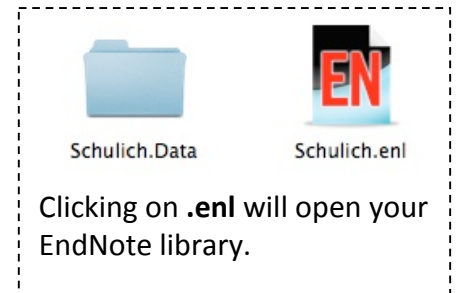 EN
Schulich.Data Schulich.enl
Clicking on .enl will open your
EndNote library.